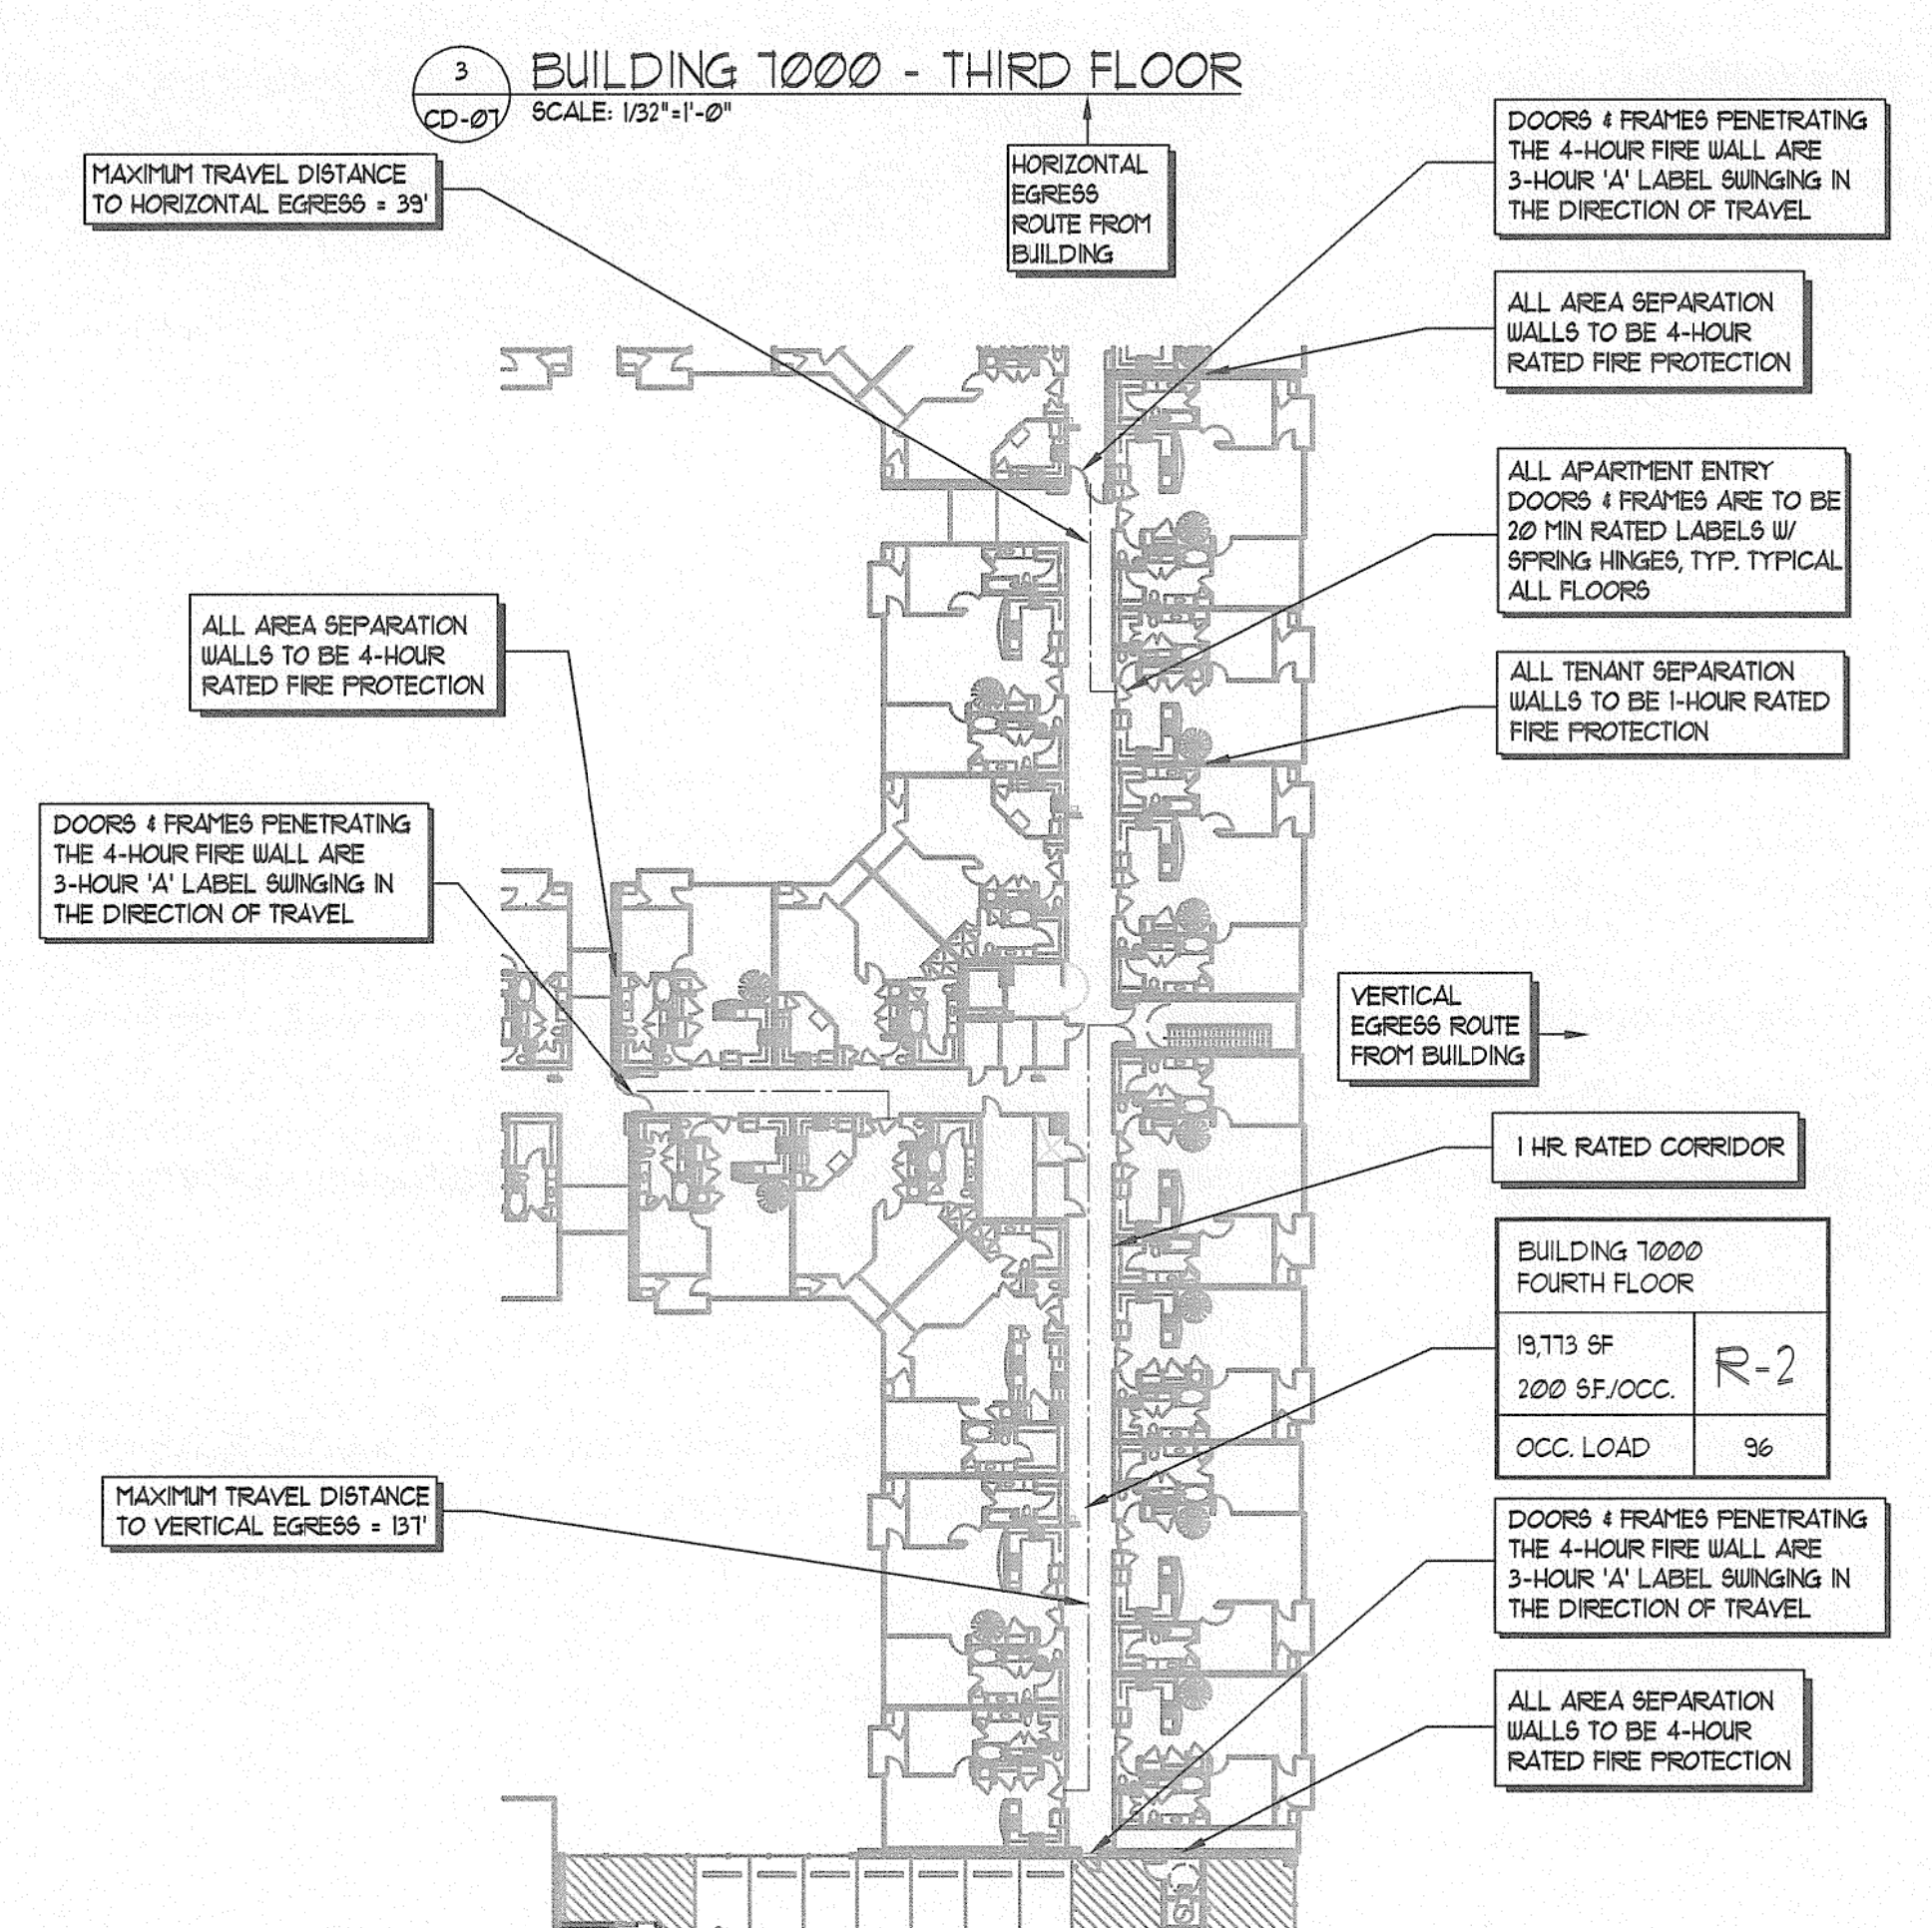 3
CD-07
BUILDING 7000 - THIRD FLOOR
SCALE: 1/32"=1'-0"
MAXIMUM TRAVEL DISTANCE
TO HORIZONTAL EGRESS = 39'
HORIZONTAL
EGRESS
ROUTE FROM
BUILDING
DOORS & FRAMES PENETRATING
THE 4-HOUR FIRE WALL ARE
3-HOUR 'A' LABEL SWINGING IN
THE DIRECTION OF TRAVEL
ALL AREA SEPARATION
WALLS TO BE 4-HOUR
RATED FIRE PROTECTION
ALL APARTMENT ENTRY
DOORS & FRAMES ARE TO BE
20 MIN RATED LABELS W/
SPRING HINGES, TYP. TYPICAL
ALL FLOORS
ALL AREA SEPARATION
WALLS TO BE 4-HOUR
RATED FIRE PROTECTION
ALL TENANT SEPARATION
WALLS TO BE 1-HOUR RATED
FIRE PROTECTION
DOORS & FRAMES PENETRATING
THE 4-HOUR FIRE WALL ARE
3-HOUR 'A' LABEL SWINGING IN
THE DIRECTION OF TRAVEL
VERTICAL
EGRESS ROUTE
FROM BUILDING
1 HR RATED CORRIDOR
BUILDING 7000
FOURTH FLOOR
19,773 SF
200 S.F./OCC.
R-2
OCC. LOAD 96
MAXIMUM TRAVEL DISTANCE
TO VERTICAL EGRESS = 137'
DOORS & FRAMES PENETRATING
THE 4-HOUR FIRE WALL ARE
3-HOUR 'A' LABEL SWINGING IN
THE DIRECTION OF TRAVEL
ALL AREA SEPARATION
WALLS TO BE 4-HOUR
RATED FIRE PROTECTION